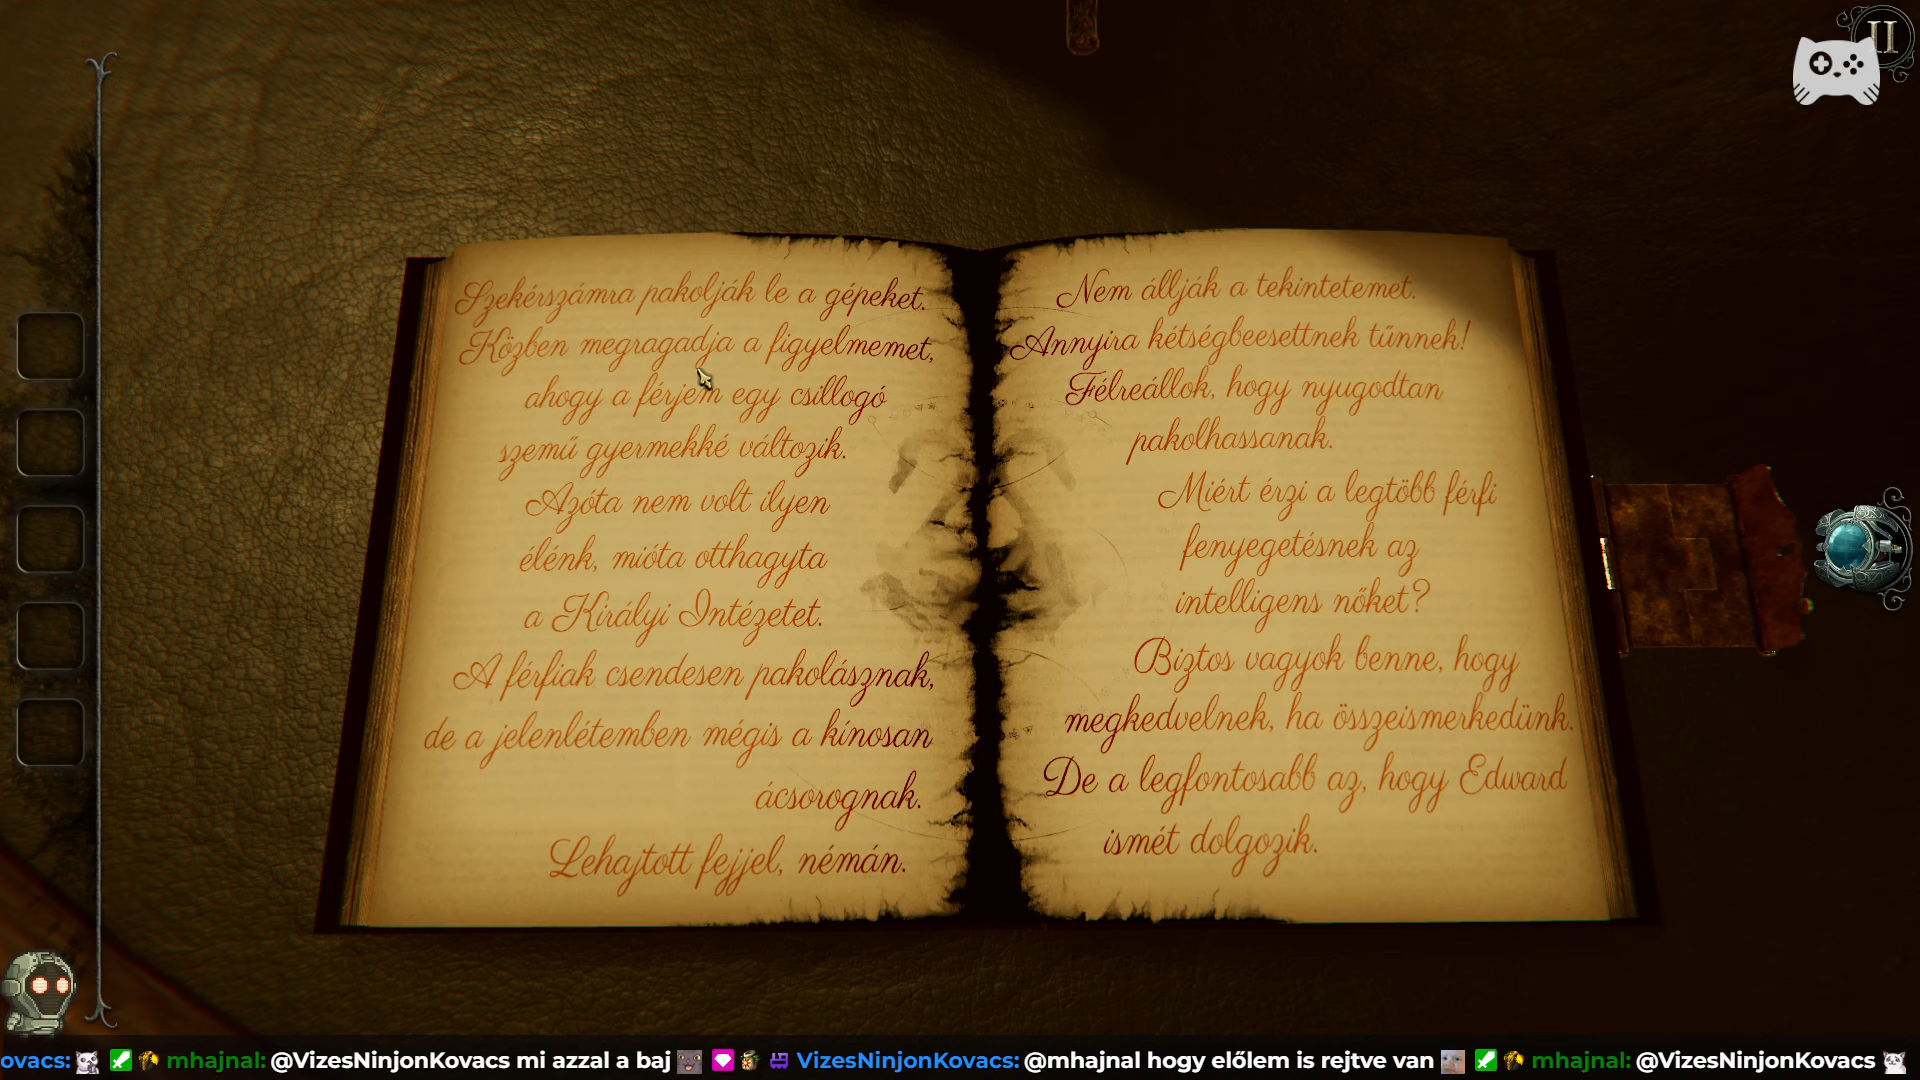 II
Szekérszámra pakolják le a gépeket.
Közben megragadja a figyelmemet,
ahogy a férjem egy csillogó
szemű gyermekké változik.
Azóta nem volt ilyen
élénk, mióta otthagyta
a Királyi Intézetet.
A férfiak csendesen pakolásznak,
de a jelenlétemben mégis a kínosan
ácsorognak.
Lehajtott fejjel, némán.
Nem állják a tekintetemet.
Annyira kétségbeesettnek tűnnek!
Félreállok, hogy nyugodtan
pakolhassanak.
Miért érzi a legtöbb férfi
fenyegetésnek az
intelligens nőket?
Biztos vagyok benne, hogy
megkedvelnek, ha összeismerkedünk.
De a legfontosabb az, hogy Edward
ismét dolgozik.
ovacs: mhajnal: @VizesNinjonKovacs mi azzal a baj VizesNinjonKovacs: @mhajnal hogy előlem is rejtve van mhajnal: @VizesNinjonKovacs